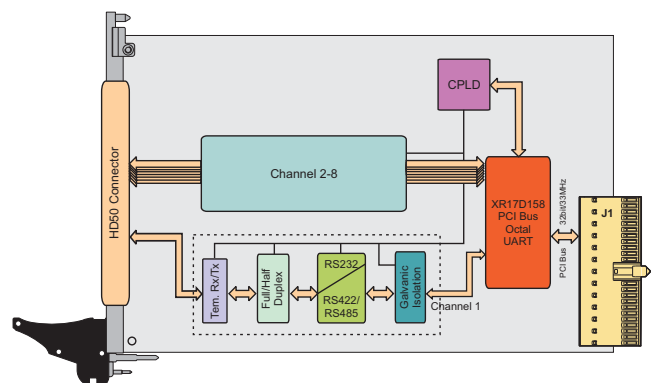 CPLD
HD50 Connector
Channel 2-8
XR17D158
PCI Bus
Octal
UART
32bit/33MHz
PCI Bus
J1
Tem. Rx/Tx
Full/Half
Duplex
RS232
RS422/
RS485
Galvanic
Isolation
Channel 1